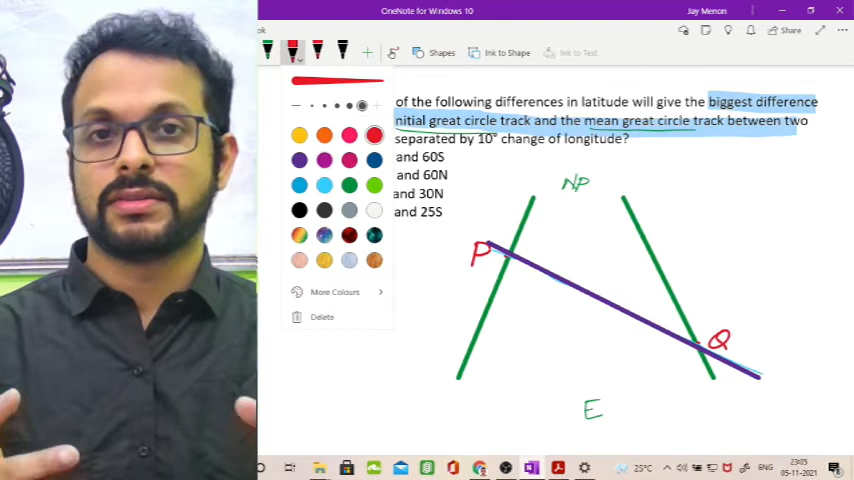 OneNote for Windows 10
Jay Menon
ok
Share
Shapes
Ink to Shape
Ink to Text
of the following differences in latitude will give the biggest difference
nitial great circle track and the mean great circle track between two
separated by 10° change of longitude?
and 60S
and 60N
and 30N
and 25S
NP
P
Q
E
More Colours
Delete
25°C
ENG
23:05
05-11-2021